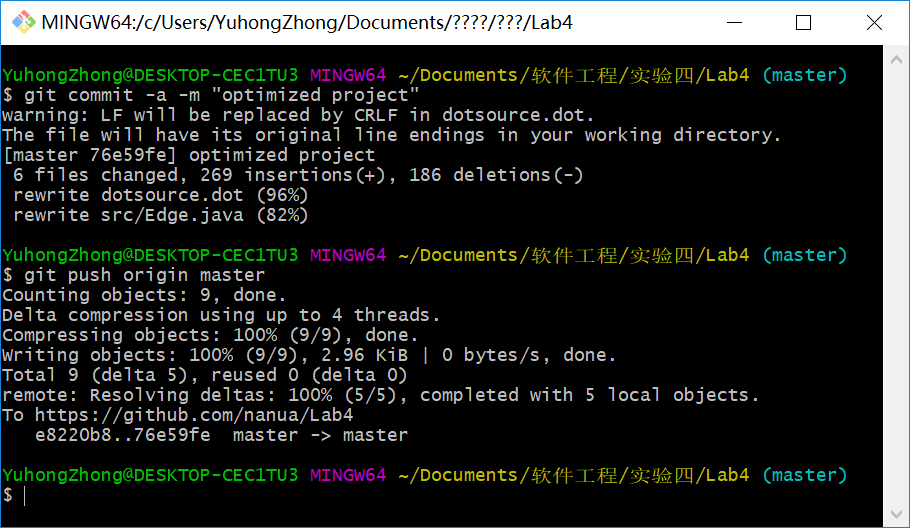 MINGW64:/c/Users/YuhongZhong/Documents/????/???/Lab4
YuhongZhong@DESKTOP-CEC1TU3 MINGW64 ~/Documents/软件工程/实验四/Lab4 (master)
$ git commit -a -m "optimized project"
warning: LF will be replaced by CRLF in dotsource.dot.
The file will have its original line endings in your working directory.
[master 76e59fe] optimized project
 6 files changed, 269 insertions(+), 186 deletions(-)
 rewrite dotsource.dot (96%)
 rewrite src/Edge.java (82%)
YuhongZhong@DESKTOP-CEC1TU3 MINGW64 ~/Documents/软件工程/实验四/Lab4 (master)
$ git push origin master
Counting objects: 9, done.
Delta compression using up to 4 threads.
Compressing objects: 100% (9/9), done.
Writing objects: 100% (9/9), 2.96 KiB | 0 bytes/s, done.
Total 9 (delta 5), reused 0 (delta 0)
remote: Resolving deltas: 100% (5/5), completed with 5 local objects.
To https://github.com/nanua/Lab4
   e8220b8..76e59fe  master -> master
YuhongZhong@DESKTOP-CEC1TU3 MINGW64 ~/Documents/软件工程/实验四/Lab4 (master)
$